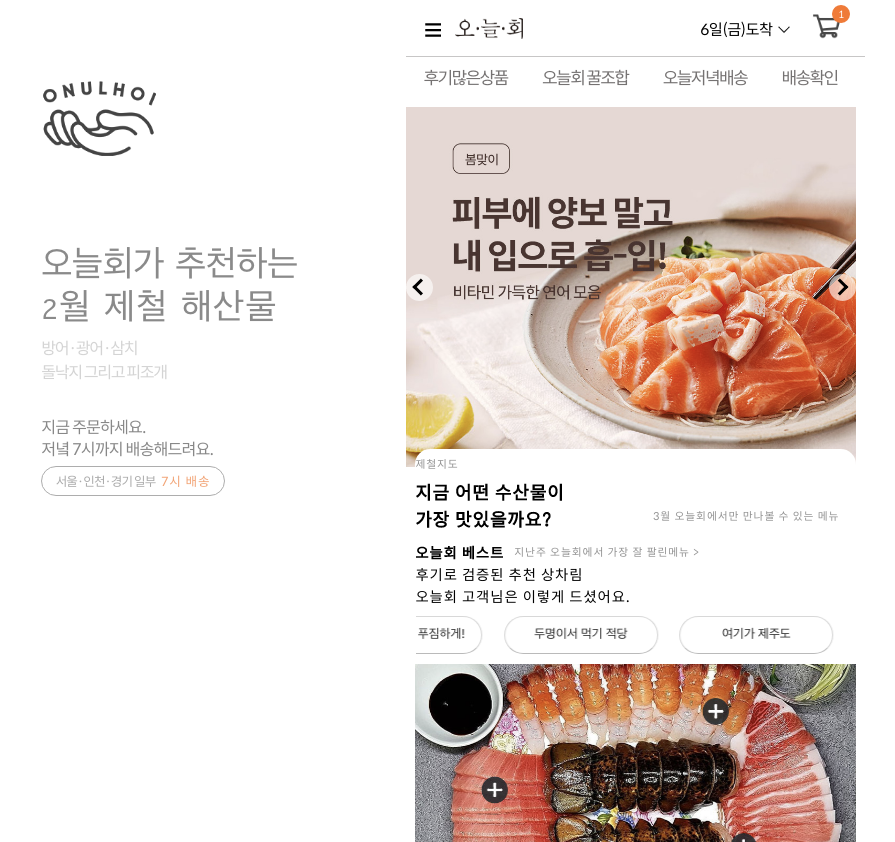 ONULHOI
오늘회가 추천하는
2월 제철 해산물
방어·광어·삼치
돌낙지 그리고 피조개
지금 주문하세요.
저녁 7시까지 배송해드려요.
서울·인천·경기일부 7시 배송
오·늘·회
6일(금)도착
1
후기많은상품 오늘회 꿀조합 오늘저녁배송 배송확인
봄맞이
피부에 양보 말고
내 입으로 흡-입!
비타민 가득한 연어 모음
제철지도
지금 어떤 수산물이
가장 맛있을까요?
3월 오늘회에서만 만나볼 수 있는 메뉴
오늘회 베스트 지난주 오늘회에서 가장 잘 팔린메뉴 >
후기로 검증된 추천 상차림
오늘회 고객님은 이렇게 드셨어요.
푸짐하게! 두명이서 먹기 적당 여기가 제주도